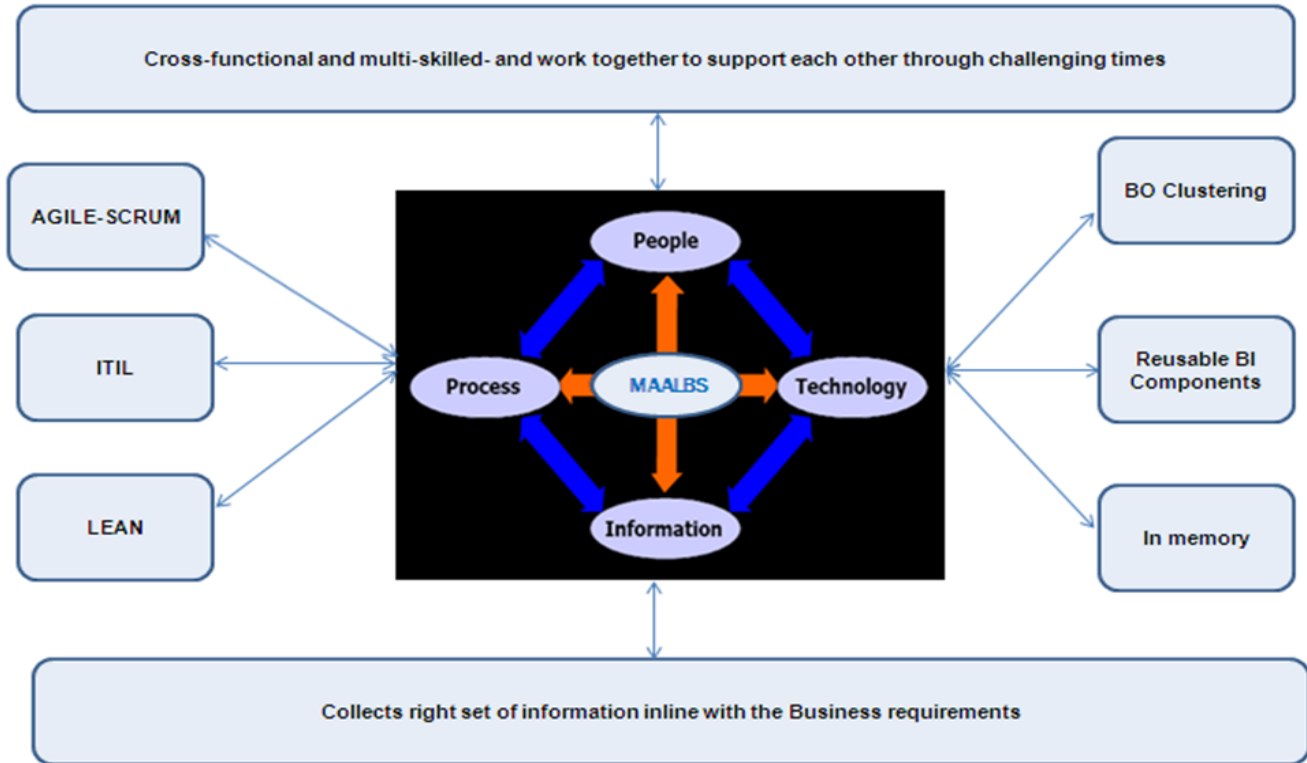 Cross-functional and multi-skilled- and work together to support each other through challenging times
AGILE-SCRUM
BO Clustering
People
ITIL
Reusable BI
Components
Process
MAALBS
Technology
LEAN
Information
In memory
Collects right set of information inline with the Business requirements